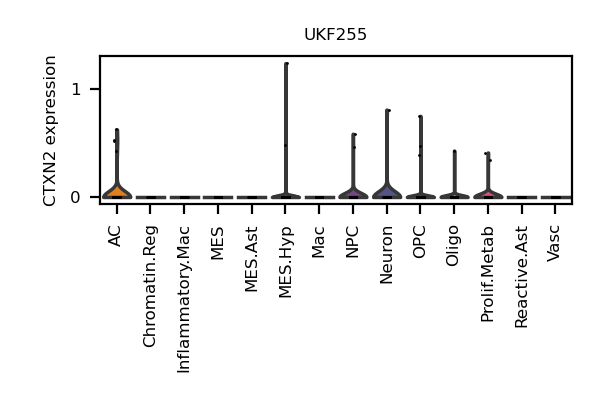 UKF255
CTXN2 expression
1
0
AC
Chromatin.Reg
Inflammatory.Mac
MES
MES.Ast
MES.Hyp
Mac
NPC
Neuron
OPC
Oligo
Prolif.Metab
Reactive.Ast
Vasc